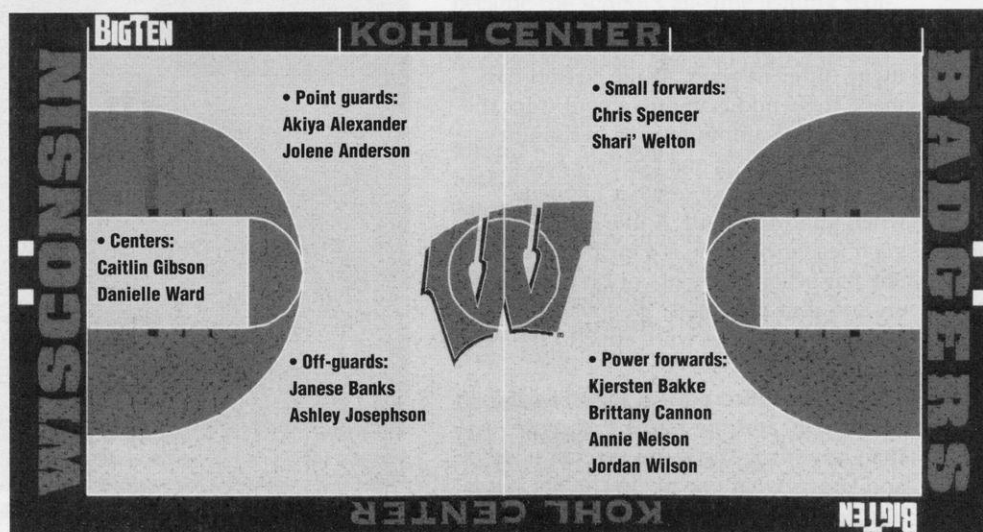 BIGTEN
KOHL CENTER
WISCONSIN
BADGERS
• Point guards:
Akiya Alexander
Jolene Anderson
• Small forwards:
Chris Spencer
Shari' Welton
• Centers:
Caitlin Gibson
Danielle Ward
W
• Off-guards:
Janese Banks
Ashley Josephson
• Power forwards:
Kjersten Bakke
Brittany Cannon
Annie Nelson
Jordan Wilson
KOHL CENTER
BIGTEN